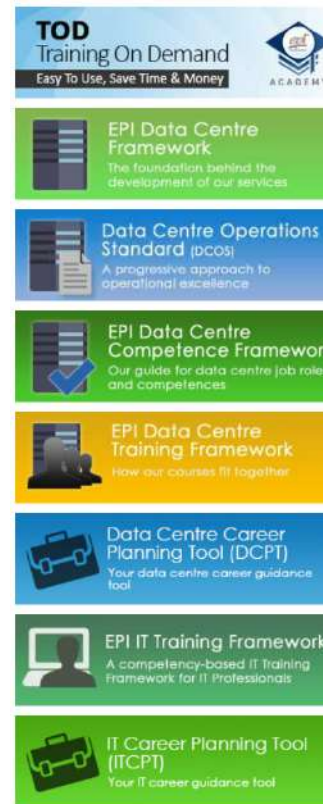 TOD
Training On Demand
Easy To Use, Save Time & Money
epi
ACADEMY
EPI Data Centre
Framework
The foundation behind the
development of our services
Data Centre Operations
Standard (DCOS)
A progressive approach to
operational excellence
EPI Data Centre
Competence Framewor
Our guide for data centre job role
and competences
EPI Data Centre
Training Framework
How our courses fit together
Data Centre Career
Planning Tool (DCPT)
Your data centre career guidance
tool
EPI IT Training Framework
A competency-based IT Training
Framework for IT Professionals
IT Career Planning Tool
(ITCPT)
Your IT career guidance tool